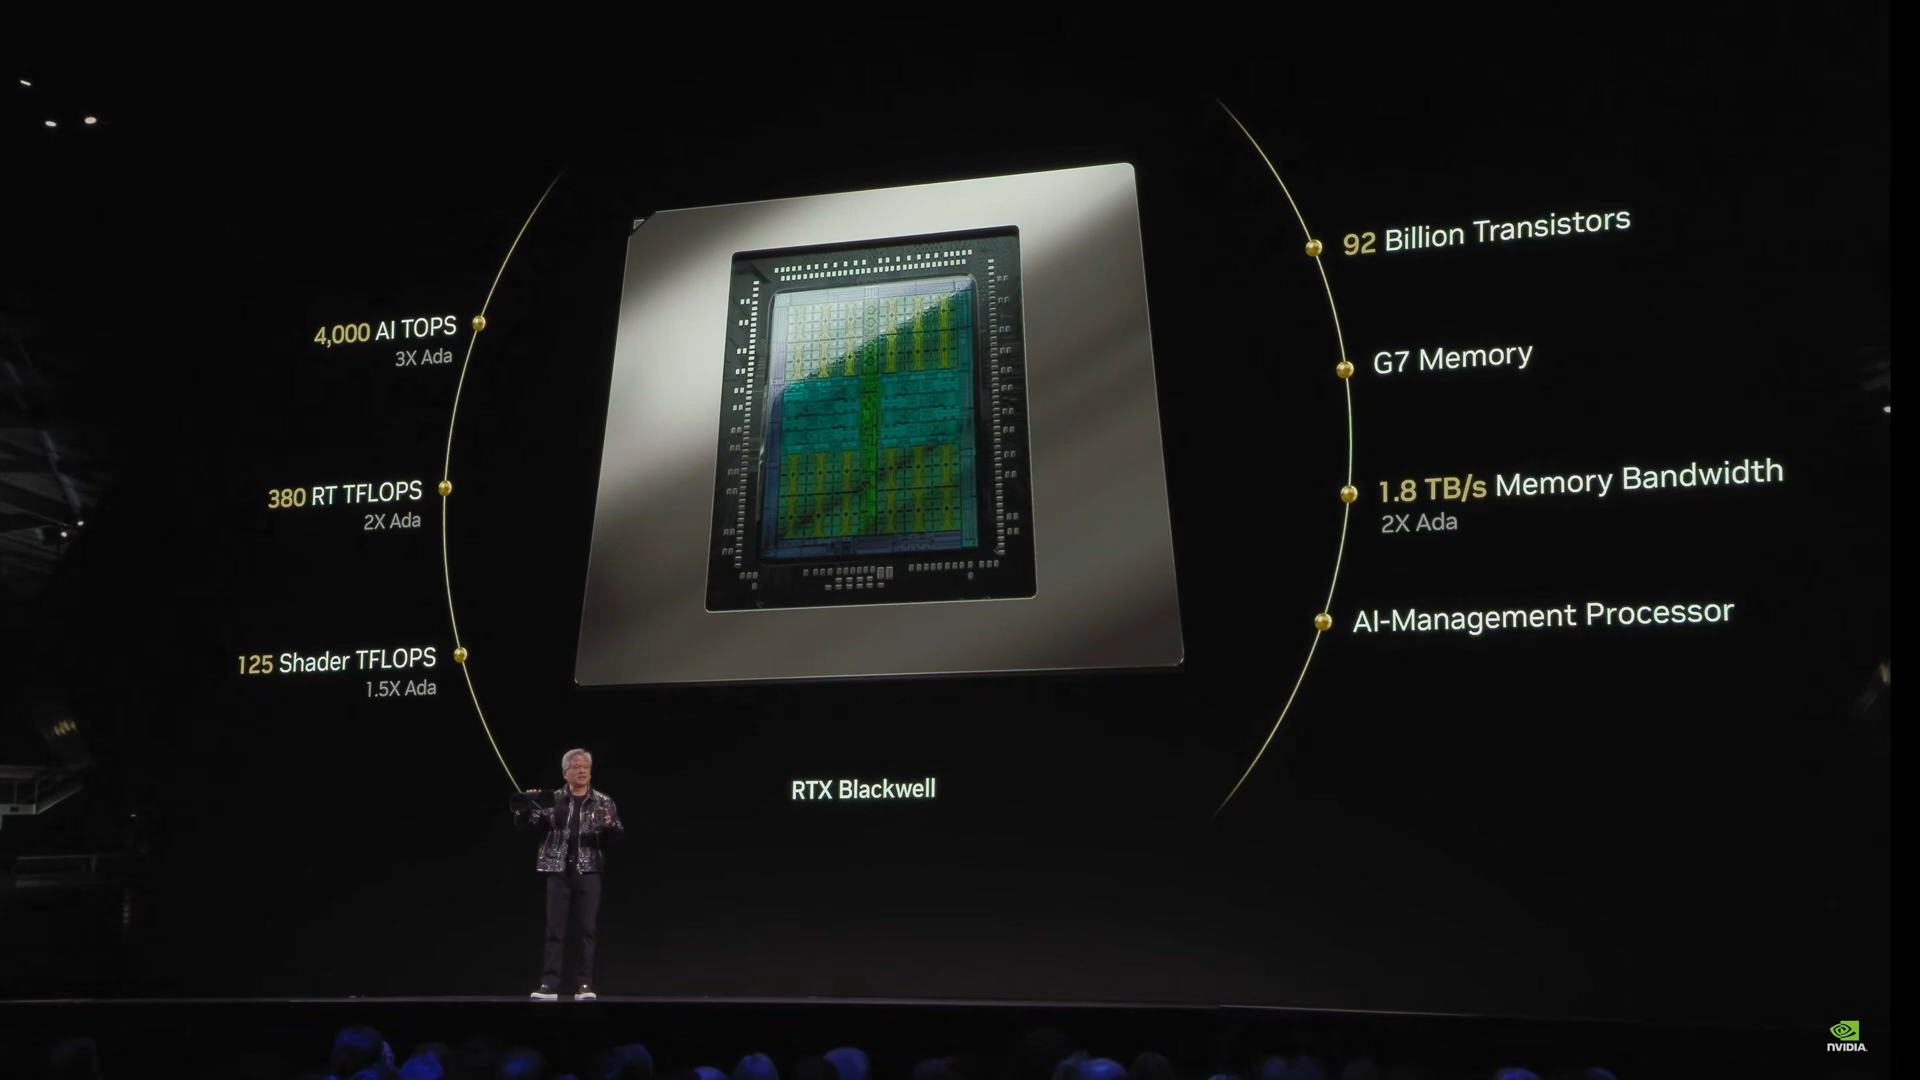 4,000 AI TOPS
3X Ada
380 RT TFLOPS
2X Ada
125 Shader TFLOPS
1.5X Ada
92 Billion Transistors
G7 Memory
1.8 TB/s Memory Bandwidth
2X Ada
AI-Management Processor
RTX Blackwell
NVIDIA.